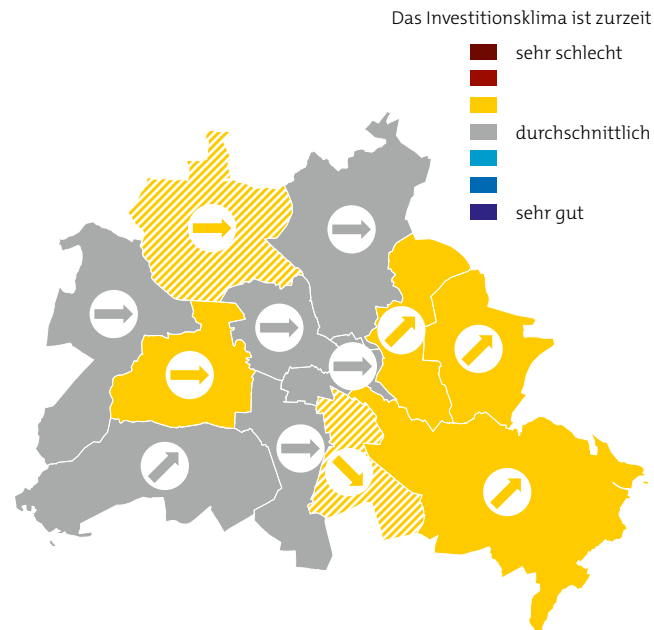 Das Investitionsklima ist zurzeit
sehr schlecht
durchschnittlich
sehr gut